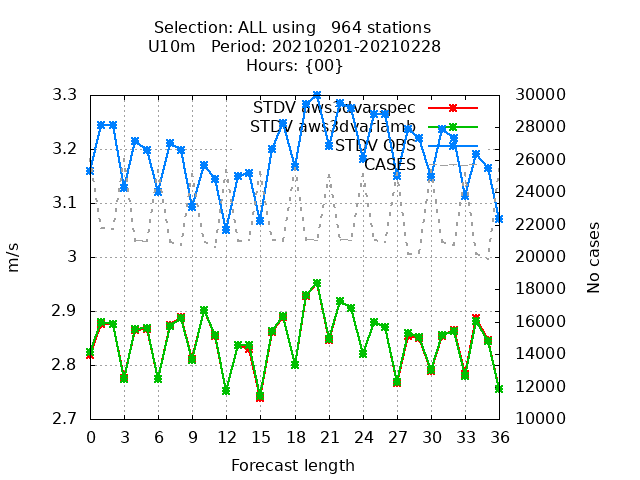 Selection: ALL using   964 stations
U10m   Period: 20210201-20210228
Hours: {00}
3.3
3.2
3.1
3
2.9
2.8
2.7
m/s
STDV aws3dvarspec
STDV aws3dvarlamb
STDV OBS
CASES
30000
28000
26000
24000
22000
20000
18000
16000
14000
12000
10000
No cases
0 3 6 9 12 15 18 21 24 27 30 33 36
Forecast length